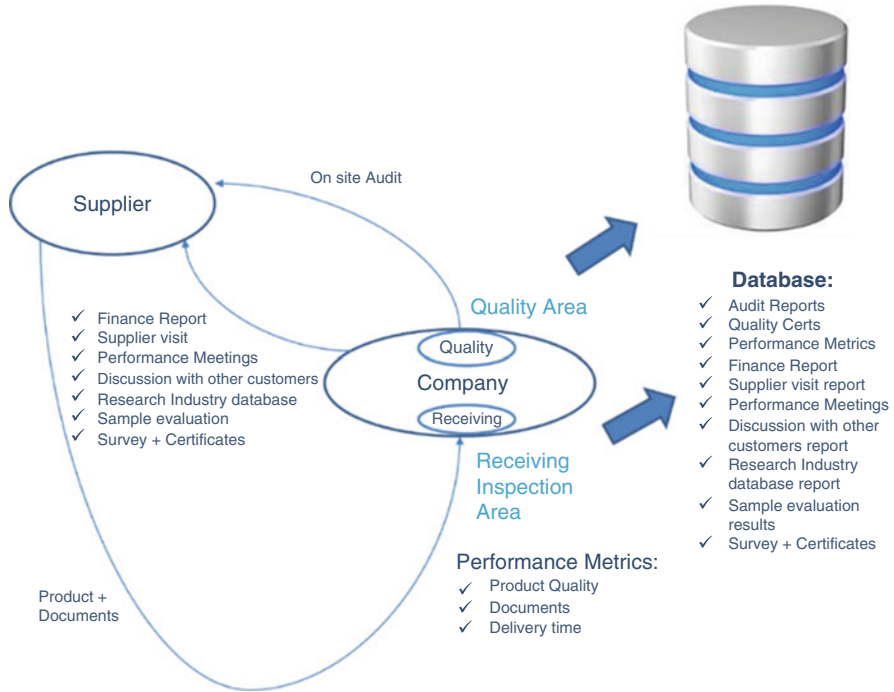 On site Audit
Supplier
Quality Area
Finance Report
Supplier visit
Performance Meetings
Discussion with other customers
Research Industry database
Sample evaluation
Survey + Certificates
Quality
Company
Receiving
Receiving
Inspection
Area
Product +
Documents
Performance Metrics:
Product Quality
Documents
Delivery time
Database:
Audit Reports
Quality Certs
Performance Metrics
Finance Report
Supplier visit report
Performance Meetings
Discussion with other
customers report
Research Industry
database report
Sample evaluation
results
Survey + Certificates